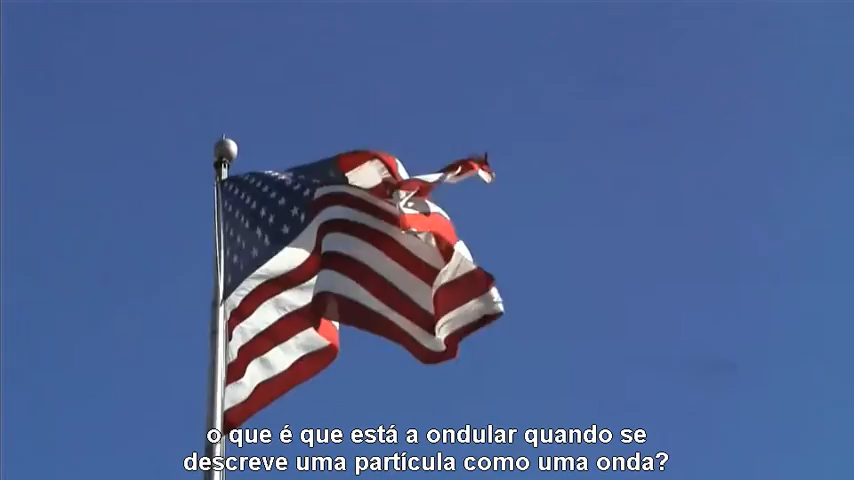 o que é que está a ondular quando se
descreve uma partícula como uma onda?